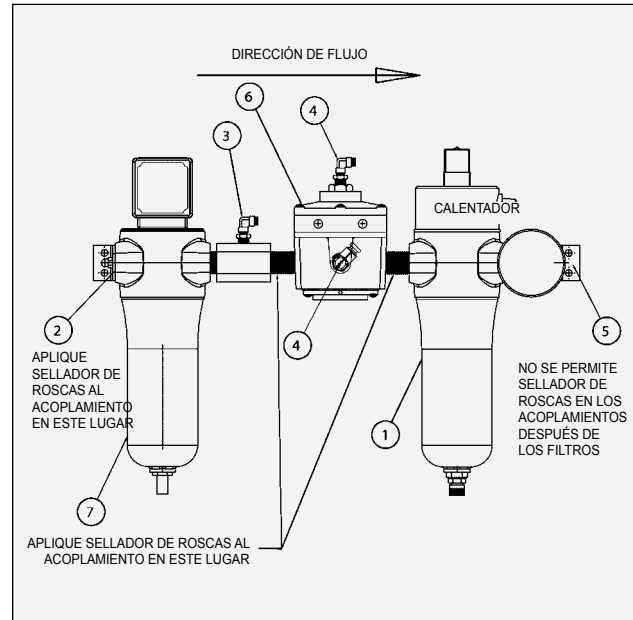 DIRECCIÓN DE FLUJO
6
4
3
CALENTADOR
2
4
5
APLIQUE
SELLADOR DE
ROSCAS AL
ACOPLAMIENTO
EN ESTE LUGAR
NO SE PERMITE
SELLADOR DE
ROSCAS EN LOS
ACOPLAMIENTOS
DESPUÉS DE
LOS FILTROS
1
7
APLIQUE SELLADOR DE ROSCAS AL
ACOPLAMIENTO EN ESTE LUGAR